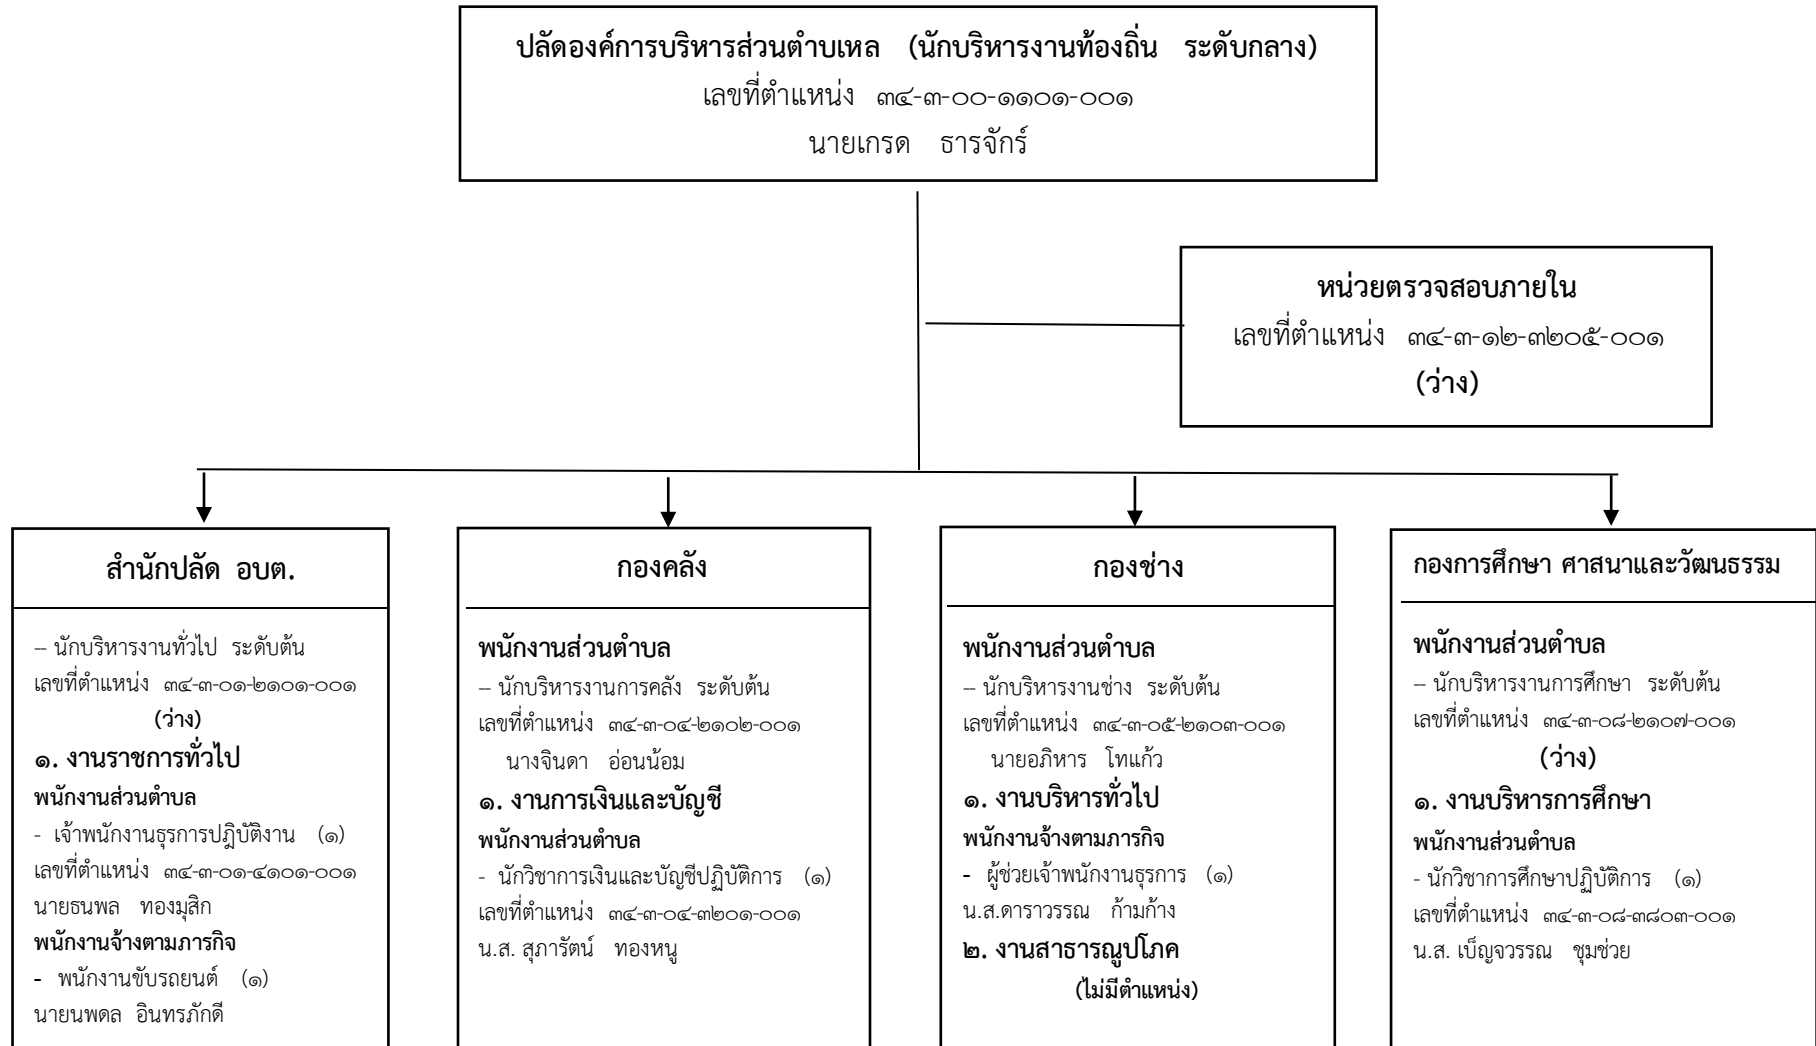 ปลัดองค์การบริหารส่วนตำบเหล (นักบริหารงานท้องถิ่น ระดับกลาง)
เลขที่ตำแหน่ง ๓๔-๓-๐๐-๑๑๐๑-๐๐๑
นายเกรด ธารจักร์
หน่วยตรวจสอบภายใน
เลขที่ตำแหน่ง ๓๔-๓-๑๒-๓๒๐๕-๐๐๑
(ว่าง)
สำนักปลัด อบต.
– นักบริหารงานทั่วไป ระดับต้น
เลขที่ตำแหน่ง ๓๔-๓-๐๑-๒๑๐๑-๐๐๑
(ว่าง)
๑. งานราชการทั่วไป
พนักงานส่วนตำบล
- เจ้าพนักงานธุรการปฏิบัติงาน (๑)
เลขที่ตำแหน่ง ๓๔-๓-๐๑-๔๑๐๑-๐๐๑
นายธนพล ทองมุสิก
พนักงานจ้างตามภารกิจ
- พนักงานขับรถยนต์ (๑)
นายนพดล อินทรภักดี
กองคลัง
พนักงานส่วนตำบล
– นักบริหารงานการคลัง ระดับต้น
เลขที่ตำแหน่ง ๓๔-๓-๐๔-๒๑๐๒-๐๐๑
นางจินดา อ่อนน้อม
๑. งานการเงินและบัญชี
พนักงานส่วนตำบล
- นักวิชาการเงินและบัญชีปฏิบัติการ (๑)
เลขที่ตำแหน่ง ๓๔-๓-๐๔-๓๒๐๑-๐๐๑
น.ส. สุภารัตน์ ทองหนู
กองช่าง
พนักงานส่วนตำบล
– นักบริหารงานช่าง ระดับต้น
เลขที่ตำแหน่ง ๓๔-๓-๐๕-๒๑๐๓-๐๐๑
นายอภิหาร โทแก้ว
๑. งานบริหารทั่วไป
พนักงานจ้างตามภารกิจ
- ผู้ช่วยเจ้าพนักงานธุรการ (๑)
น.ส.ดาราวรรณ ก้ามก้าง
๒. งานสาธารณูปโภค
(ไม่มีตำแหน่ง)
กองการศึกษา ศาสนาและวัฒนธรรม
พนักงานส่วนตำบล
– นักบริหารงานการศึกษา ระดับต้น
เลขที่ตำแหน่ง ๓๔-๓-๐๘-๒๑๐๗-๐๐๑
(ว่าง)
๑. งานบริหารการศึกษา
พนักงานส่วนตำบล
- นักวิชาการศึกษาปฏิบัติการ (๑)
เลขที่ตำแหน่ง ๓๔-๓-๐๘-๓๘๐๓-๐๐๑
น.ส. เบ็ญจวรรณ ชุมช่วย